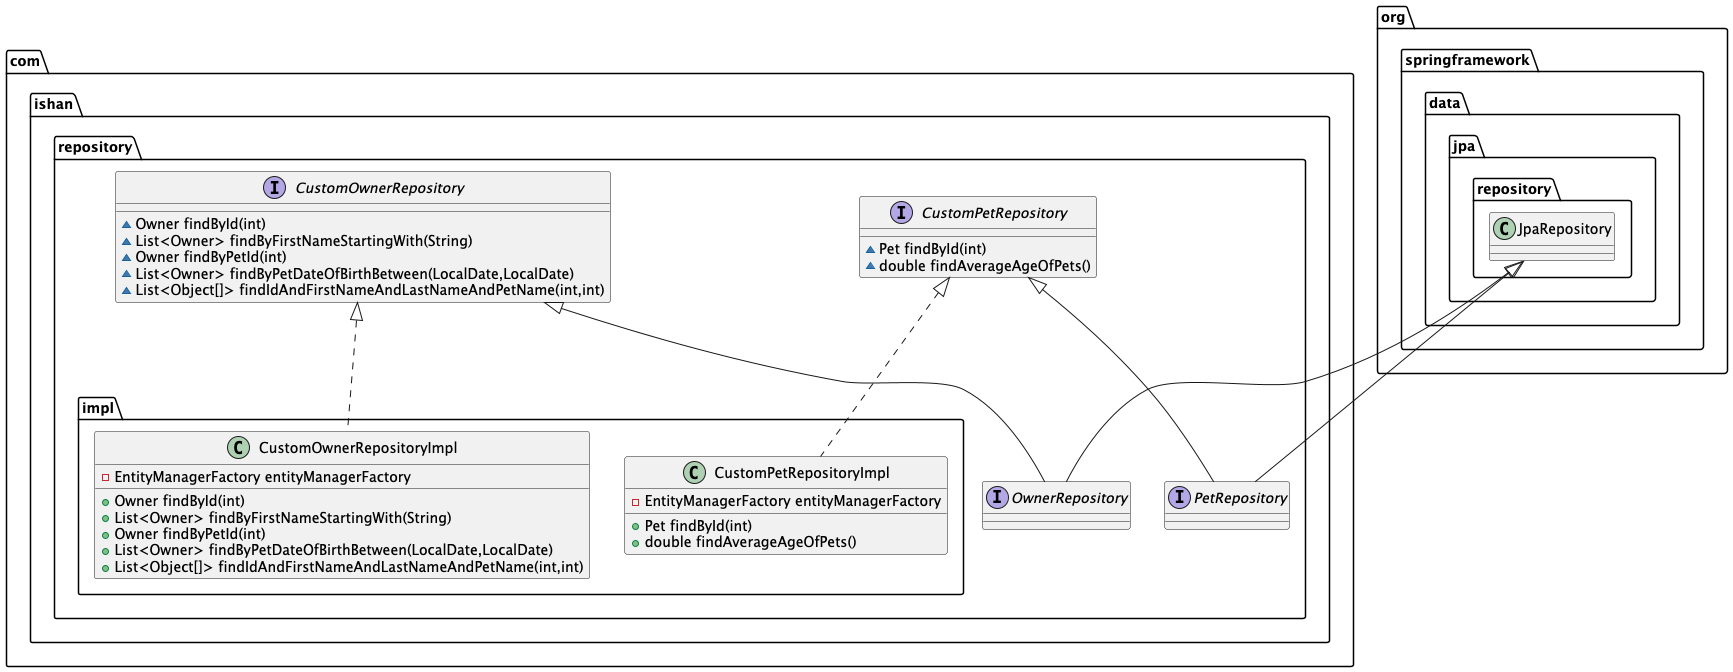 org
com
springframework
ishan
data
repository
jpa
repository
I CustomOwnerRepository
Owner findById(int)
List<Owner> findByFirstNameStartingWith(String)
Owner findByPetId(int)
List<Owner> findByPetDateOfBirthBetween(LocalDate,LocalDate)
List<Object[]> findIdAndFirstNameAndLastNameAndPetName(int,int)
I CustomPetRepository
Pet findById(int)
double findAverageAgeOfPets()
C JpaRepository
impl
C CustomOwnerRepositoryImpl
EntityManagerFactory entityManagerFactory
Owner findById(int)
List<Owner> findByFirstNameStartingWith(String)
Owner findByPetId(int)
List<Owner> findByPetDateOfBirthBetween(LocalDate,LocalDate)
List<Object[]> findIdAndFirstNameAndLastNameAndPetName(int,int)
C CustomPetRepositoryImpl
EntityManagerFactory entityManagerFactory
Pet findById(int)
double findAverageAgeOfPets()
I OwnerRepository
I PetRepository